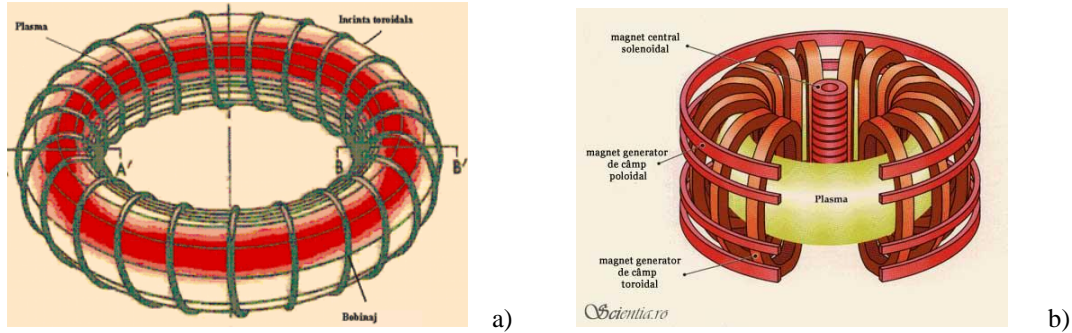 Plasma
Incinta toroidala
A'
B
B'
Bobinaj
a)
magnet central
solenoidal
magnet generator
de câmp
poloidal
Plasma
magnet generator
de câmp
toroidal
Scientia.ro
b)